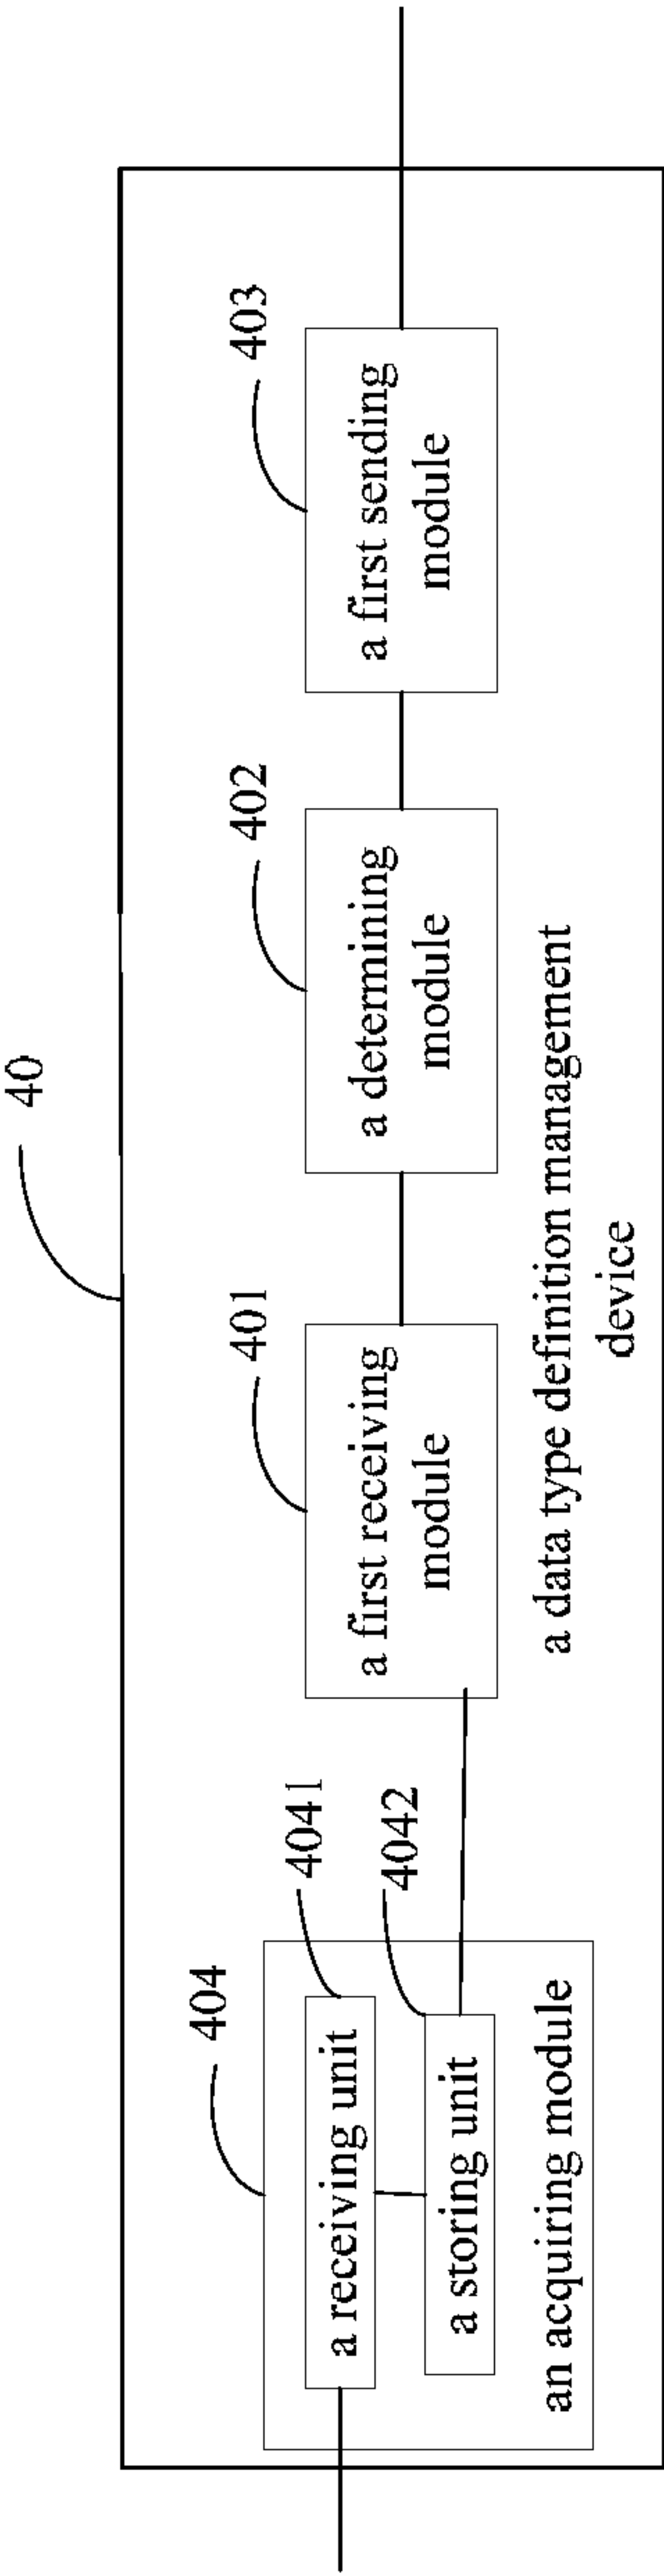 40
404
4041
a receiving unit
4042
a storing unit
an acquiring module
401
a first receiving
module
402
a determining
module
403
a first sending
module
a data type definition management
device